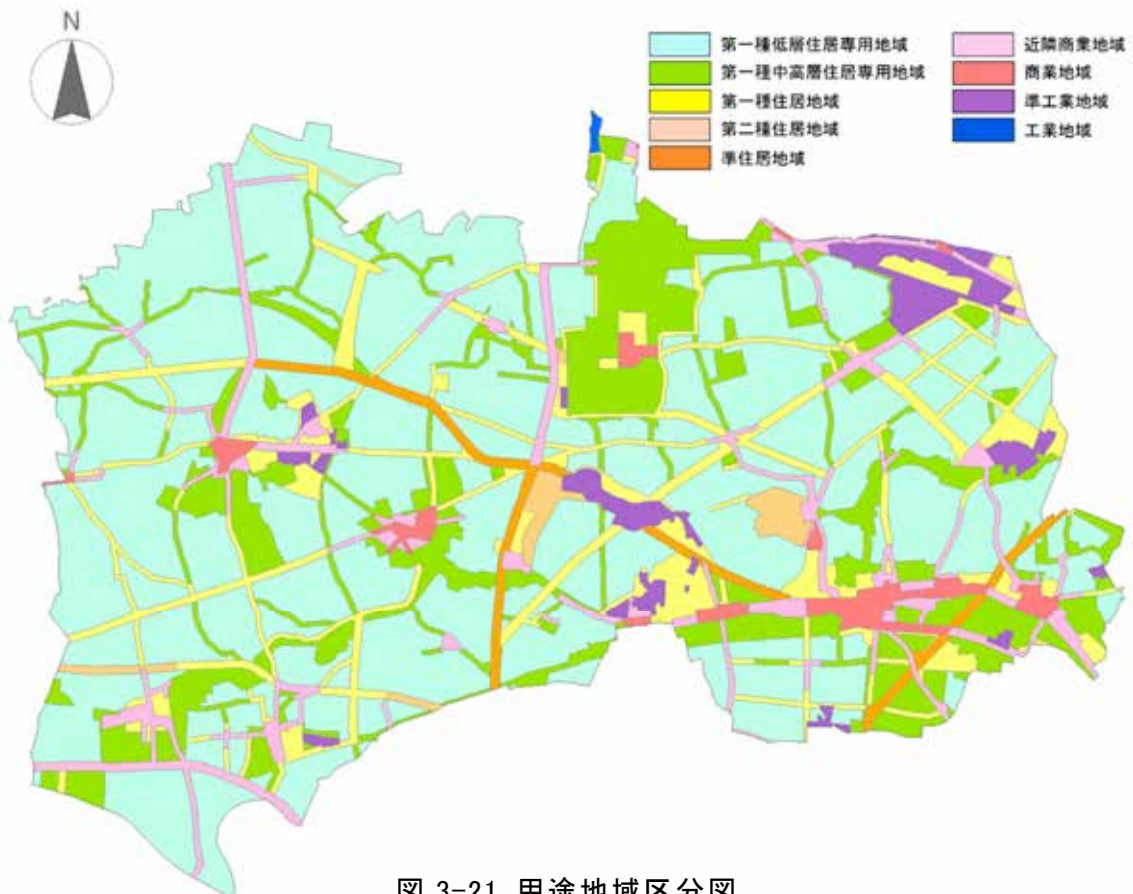 N
第一種低層住居専用地域
第一種中高層住居専用地域
第一種住居地域
第二種住居地域
準住居地域
近隣商業地域
商業地域
準工業地域
工業地域
図 3-21 用途地域区分図